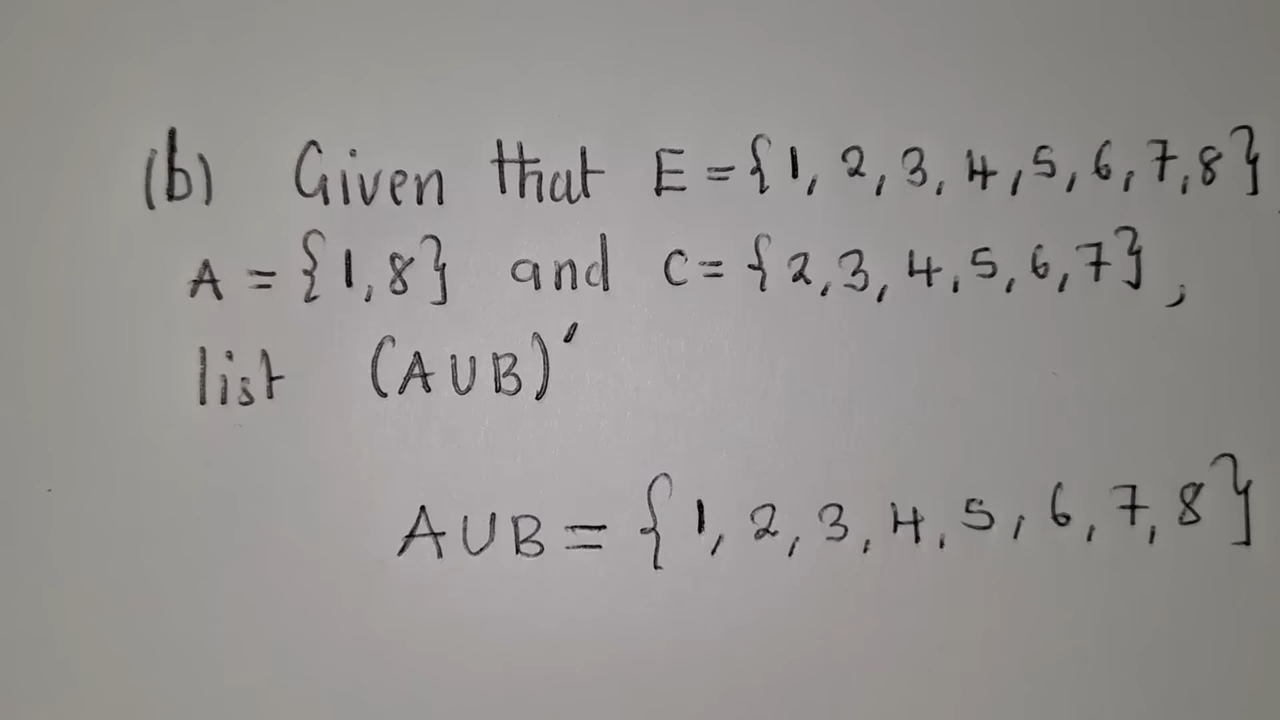 (b) Given that E = {1, 2, 3, 4, 5, 6, 7, 8}
A = {1, 8} and C = {2, 3, 4, 5, 6, 7},
list (A ∪ B)'
A ∪ B = {1, 2, 3, 4, 5, 6, 7, 8}